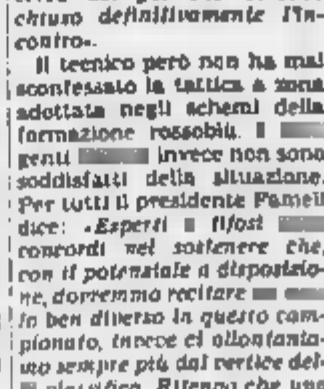 chiuso definitivamente l'in-
contro».
Il tecnico però non ha mai
sconfessato la tattica a zona
adottata negli schemi della
formazione rossoblù. I
genti invece non sono
soddisfatti della situazione.
Per tutti il presidente Fameli
dice: «Esperti e tifosi
concordi nel sostenere che,
con il potenziale a disposizio-
ne, dovremmo recitare
lo ben diverso in questo cam-
pionato, invece ci allontania-
mo sempre più dal vertice del-
classifica. Ritengo che una